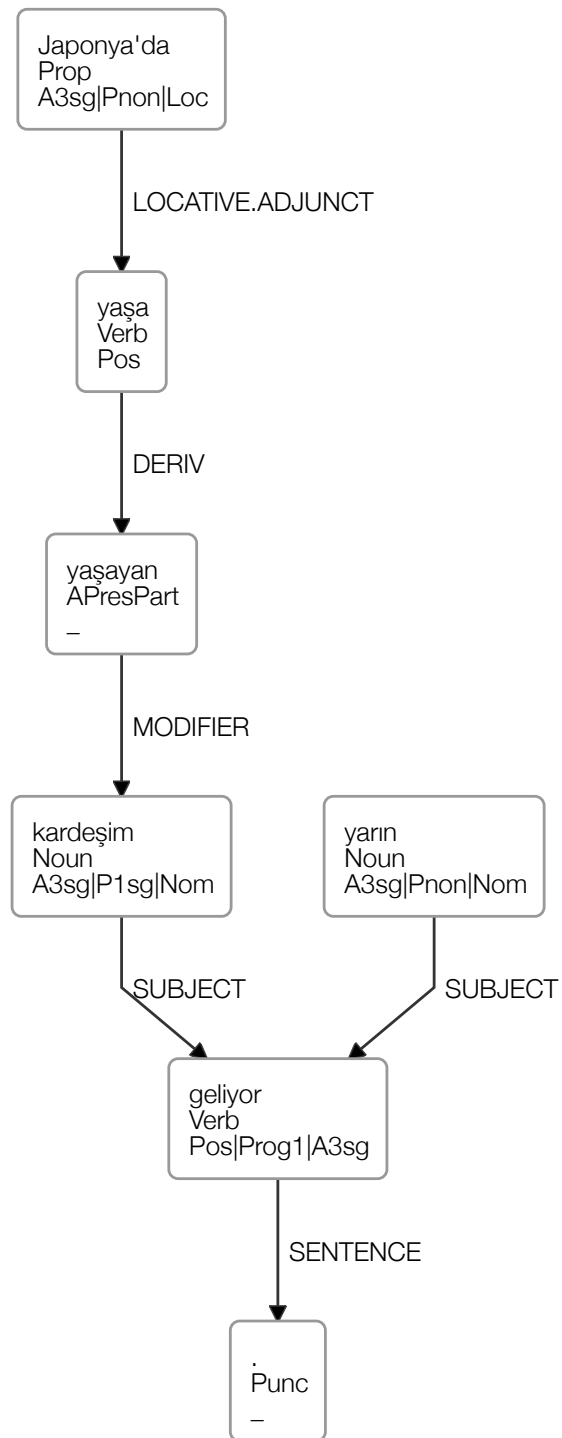 Japonya'da
Prop
A3sg|Pnon|Loc
LOCATIVE.ADJUNCT
yaşa
Verb
Pos
DERIV
yaşayan
APresPart
_
MODIFIER
kardeşim
Noun
A3sg|P1sg|Nom
yarın
Noun
A3sg|Pnon|Nom
SUBJECT
SUBJECT
geliyor
Verb
Pos|Prog1|A3sg
SENTENCE
.
Punc
_